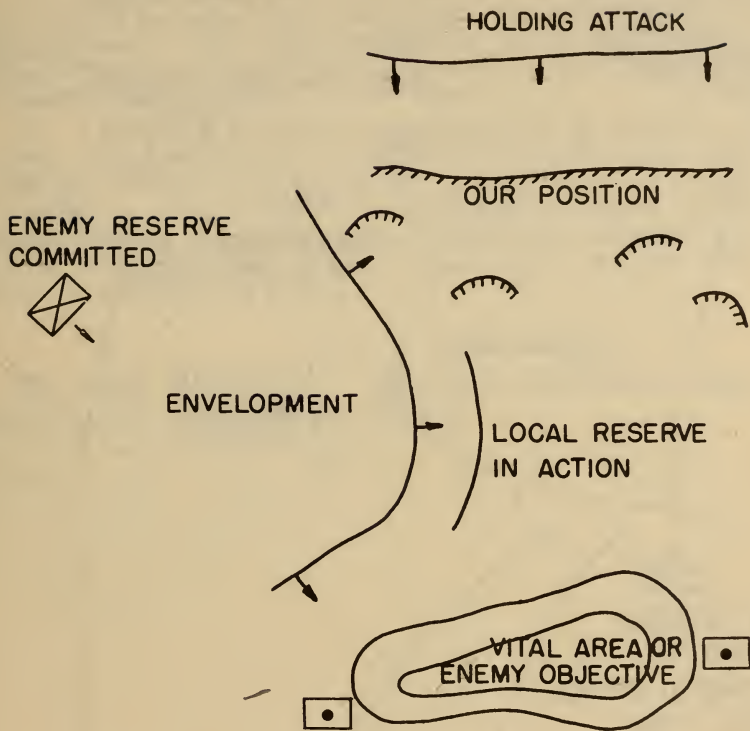 HOLDING ATTACK
OUR POSITION
ENEMY RESERVE
COMMITTED
ENVELOPMENT
LOCAL RESERVE
IN ACTION
VITAL AREA OR
ENEMY OBJECTIVE